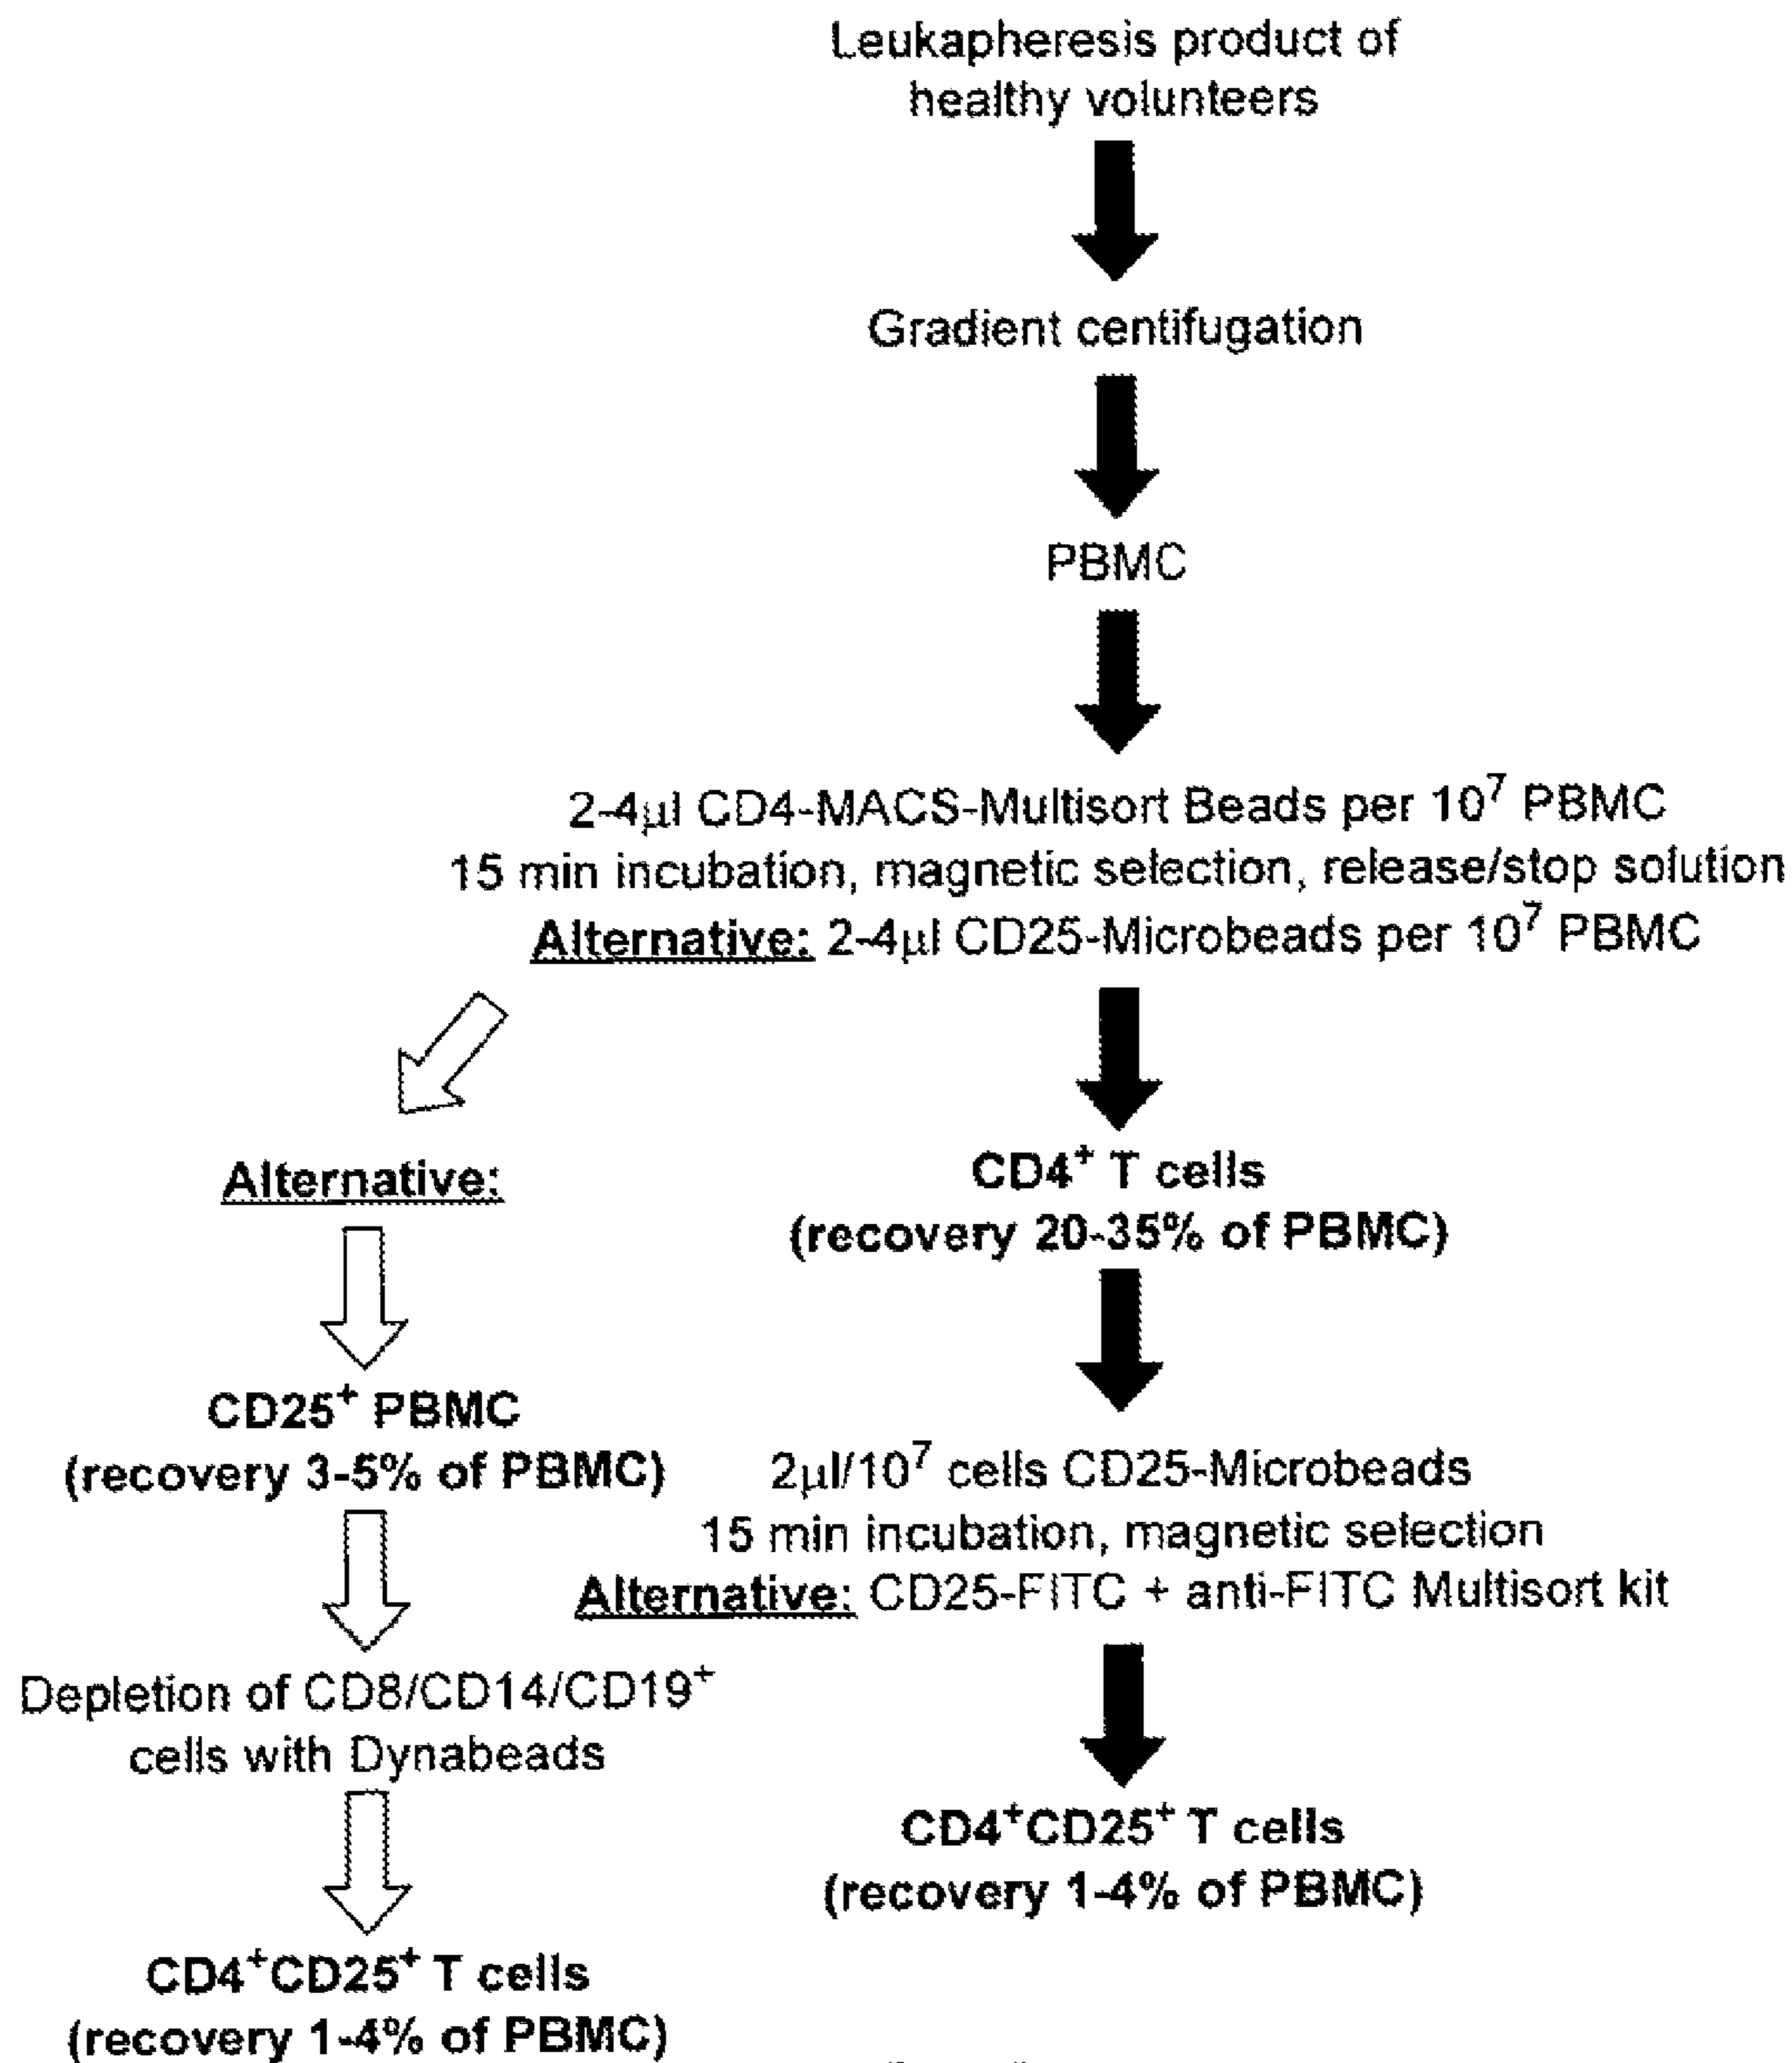 Leukapheresis product of
healthy volunteers
Gradient centifugation
PBMC
2-4µl CD4-MACS-Multisort Beads per 10⁷ PBMC
15 min incubation, magnetic selection, release/stop solution
Alternative: 2-4µl CD25-Microbeads per 10⁷ PBMC
Alternative:
CD25⁺ PBMC
(recovery 3-5% of PBMC)
Depletion of CD8/CD14/CD19⁺
cells with Dynabeads
CD4⁺CD25⁺ T cells
(recovery 1-4% of PBMC)
CD4⁺ T cells
(recovery 20-35% of PBMC)
2µl/10⁷ cells CD25-Microbeads
15 min incubation, magnetic selection
Alternative: CD25-FITC + anti-FITC Multisort kit
CD4⁺CD25⁺ T cells
(recovery 1-4% of PBMC)